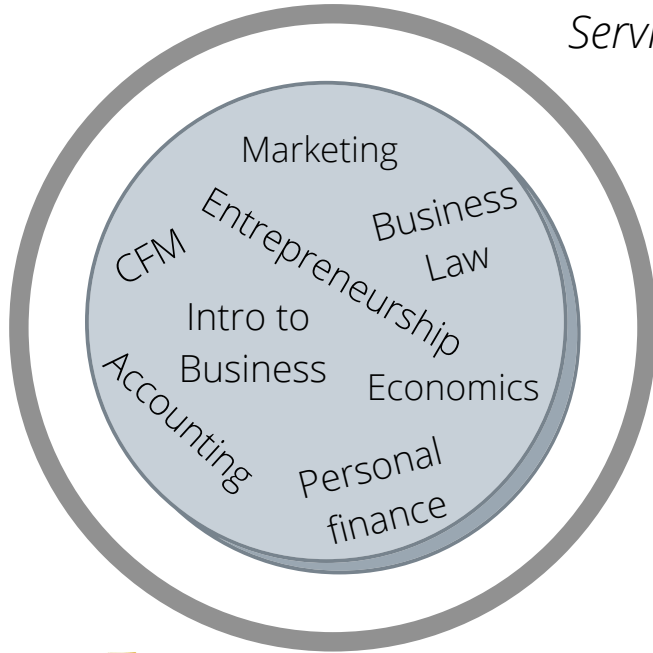 Servi
Marketing
Entrepreneurship
Business
Law
CFM
Intro to
Business
Economics
Accounting
Personal
finance